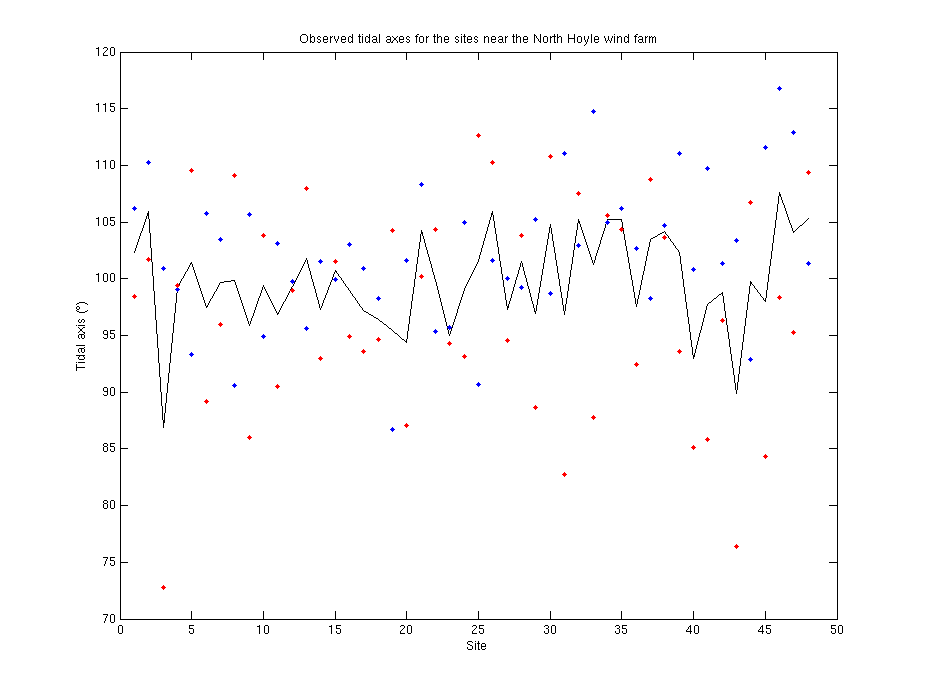 Observed tidal axes for the sites near the North Hoyle wind farm
120
115
110
105
100
95
90
85
80
75
70
Tidal axis (°)
0 5 10 15 20 25 30 35 40 45 50
Site